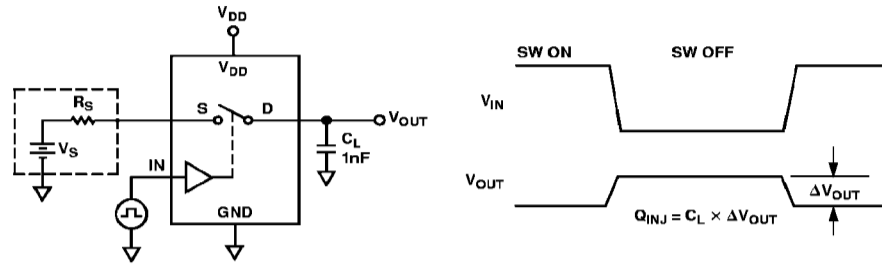 VDD
VDD
RS
S
D
VOUT
VS
CL
1nF
IN
GND
SW ON
SW OFF
VIN
VOUT
ΔVOUT
QINJ = CL × ΔVOUT